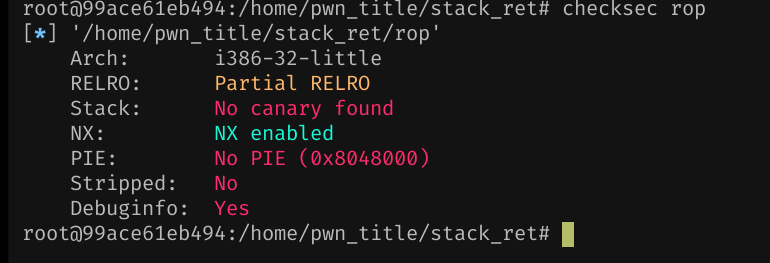 root@99ace61eb494:/home/pwn_title/stack_ret# checksec rop
[*] '/home/pwn_title/stack_ret/rop'
    Arch:       i386-32-little
    RELRO:      Partial RELRO
    Stack:      No canary found
    NX:         NX enabled
    PIE:        No PIE (0x8048000)
    Stripped:   No
    Debuginfo:  Yes
root@99ace61eb494:/home/pwn_title/stack_ret#